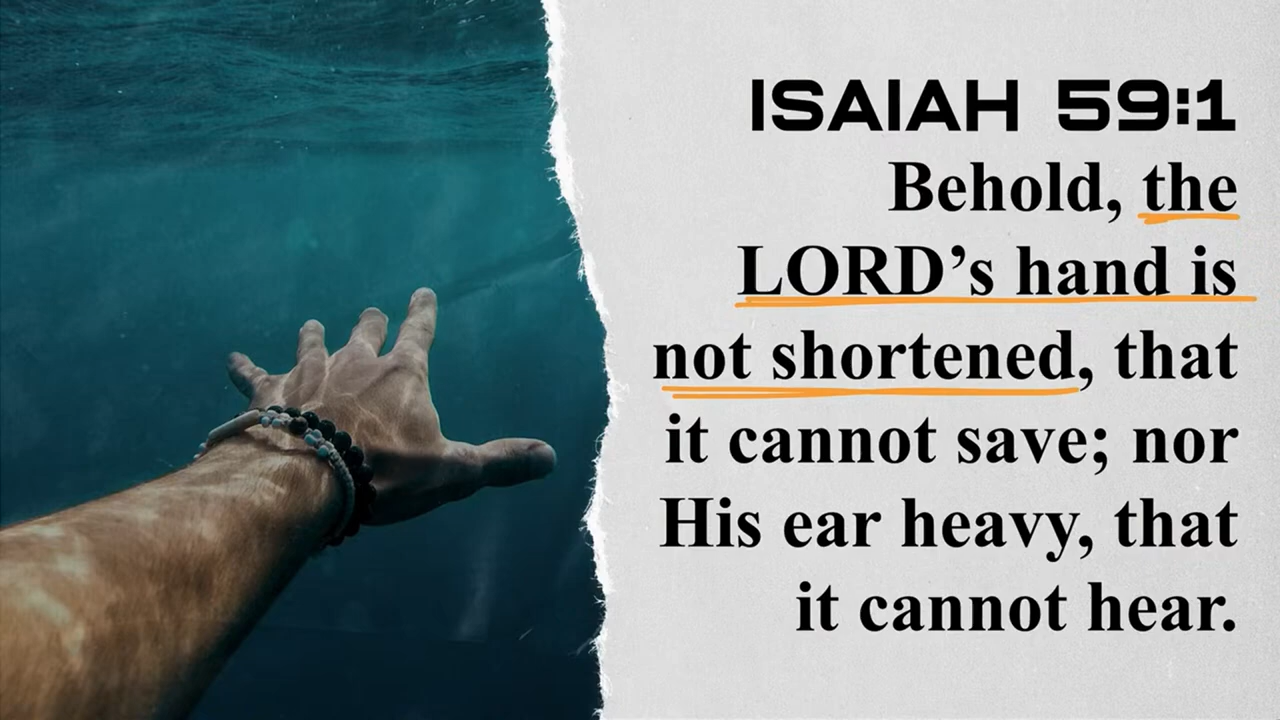 ISAIAH 59:1
Behold, the
LORD’s hand is
not shortened, that
it cannot save; nor
His ear heavy, that
it cannot hear.